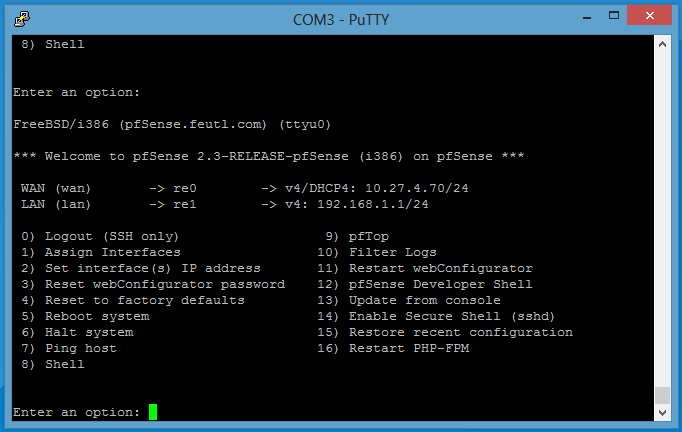 COM3 - PuTTY
8) Shell
Enter an option:
FreeBSD/i386 (pfSense.feutl.com) (ttyu0)
*** Welcome to pfSense 2.3-RELEASE-pfSense (i386) on pfSense ***
WAN (wan)       -> re0        -> v4/DHCP4: 10.27.4.70/24
LAN (lan)       -> re1        -> v4: 192.168.1.1/24
0) Logout (SSH only)                  9) pfTop
1) Assign Interfaces                 10) Filter Logs
2) Set interface(s) IP address       11) Restart webConfigurator
3) Reset webConfigurator password    12) pfSense Developer Shell
4) Reset to factory defaults         13) Update from console
5) Reboot system                     14) Enable Secure Shell (sshd)
6) Halt system                       15) Restore recent configuration
7) Ping host                         16) Restart PHP-FPM
8) Shell
Enter an option: